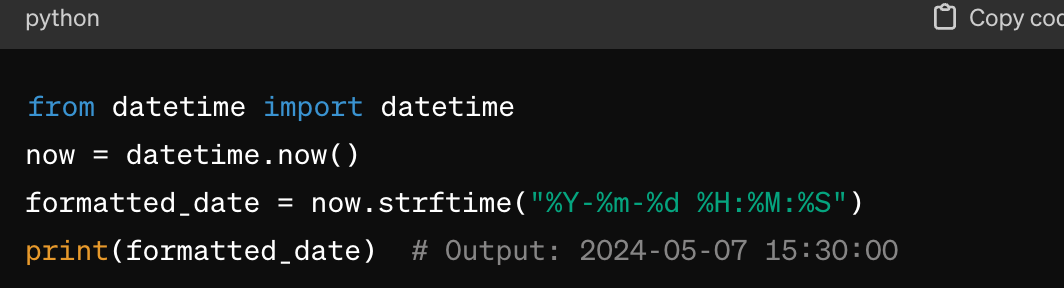 python
Copy coc
from datetime import datetime
now = datetime.now()
formatted_date = now.strftime("%Y-%m-%d %H:%M:%S")
print(formatted_date)  # Output: 2024-05-07 15:30:00